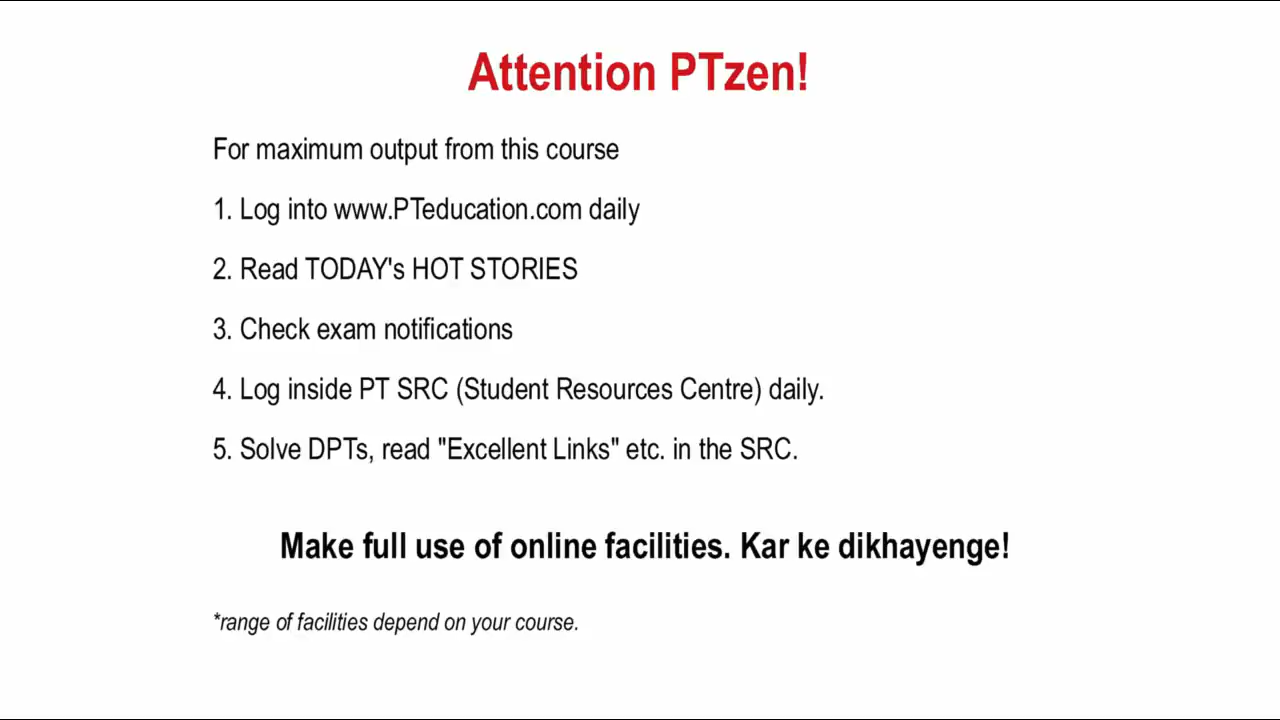 Attention PTzen!
For maximum output from this course
1. Log into www.PTeducation.com daily
2. Read TODAY's HOT STORIES
3. Check exam notifications
4. Log inside PT SRC (Student Resources Centre) daily.
5. Solve DPTs, read "Excellent Links" etc. in the SRC.
Make full use of online facilities. Kar ke dikhayenge!
*range of facilities depend on your course.